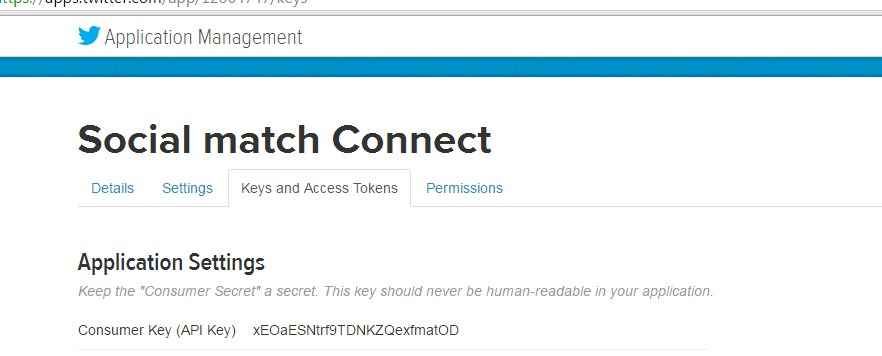 https://apps.twitter.com/app/12664747/keys
Application Management
Social match Connect
Details Settings Keys and Access Tokens Permissions
Application Settings
Keep the "Consumer Secret" a secret. This key should never be human-readable in your application.
Consumer Key (API Key) xEOaESNtrf9TDNKZQexfmatOD